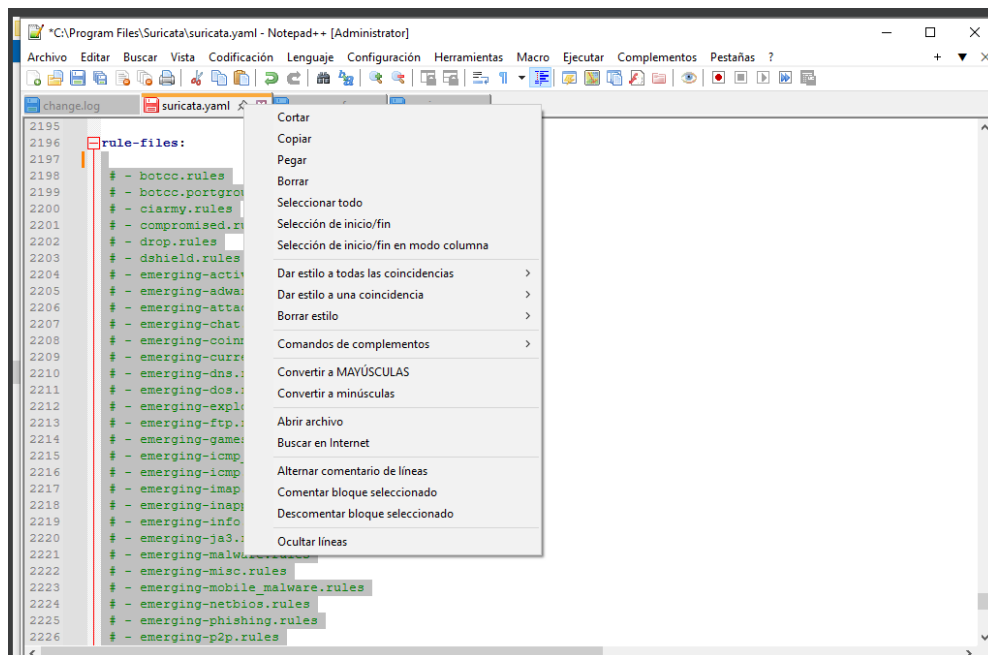 *C:\Program Files\Suricata\suricata.yaml - Notepad++ [Administrator]
Archivo Editar Buscar Vista Codificación Lenguaje Configuración Herramientas Macro Ejecutar Complementos Pestañas ?
change.log suricata.yaml
2195
2196 rule-files:
2197
2198 # - botcc.rules
2199 # - botcc.portgrou
2200 # - ciarmy.rules
2201 # - compromised.ru
2202 # - drop.rules
2203 # - dshield.rules
2204 # - emerging-activ
2205 # - emerging-adwar
2206 # - emerging-attac
2207 # - emerging-chat
2208 # - emerging-coinm
2209 # - emerging-curre
2210 # - emerging-dns.
2211 # - emerging-dos.
2212 # - emerging-explo
2213 # - emerging-ftp.
2214 # - emerging-games
2215 # - emerging-icmp_
2216 # - emerging-icmp
2217 # - emerging-imap
2218 # - emerging-inapp
2219 # - emerging-info
2220 # - emerging-ja3.
2221 # - emerging-malware.rules
2222 # - emerging-misc.rules
2223 # - emerging-mobile_malware.rules
2224 # - emerging-netbios.rules
2225 # - emerging-phishing.rules
2226 # - emerging-p2p.rules
Cortar
Copiar
Pegar
Borrar
Seleccionar todo
Selección de inicio/fin
Selección de inicio/fin en modo columna
Dar estilo a todas las coincidencias
Dar estilo a una coincidencia
Borrar estilo
Comandos de complementos
Convertir a MAYÚSCULAS
Convertir a minúsculas
Abrir archivo
Buscar en Internet
Alternar comentario de líneas
Comentar bloque seleccionado
Descomentar bloque seleccionado
Ocultar líneas